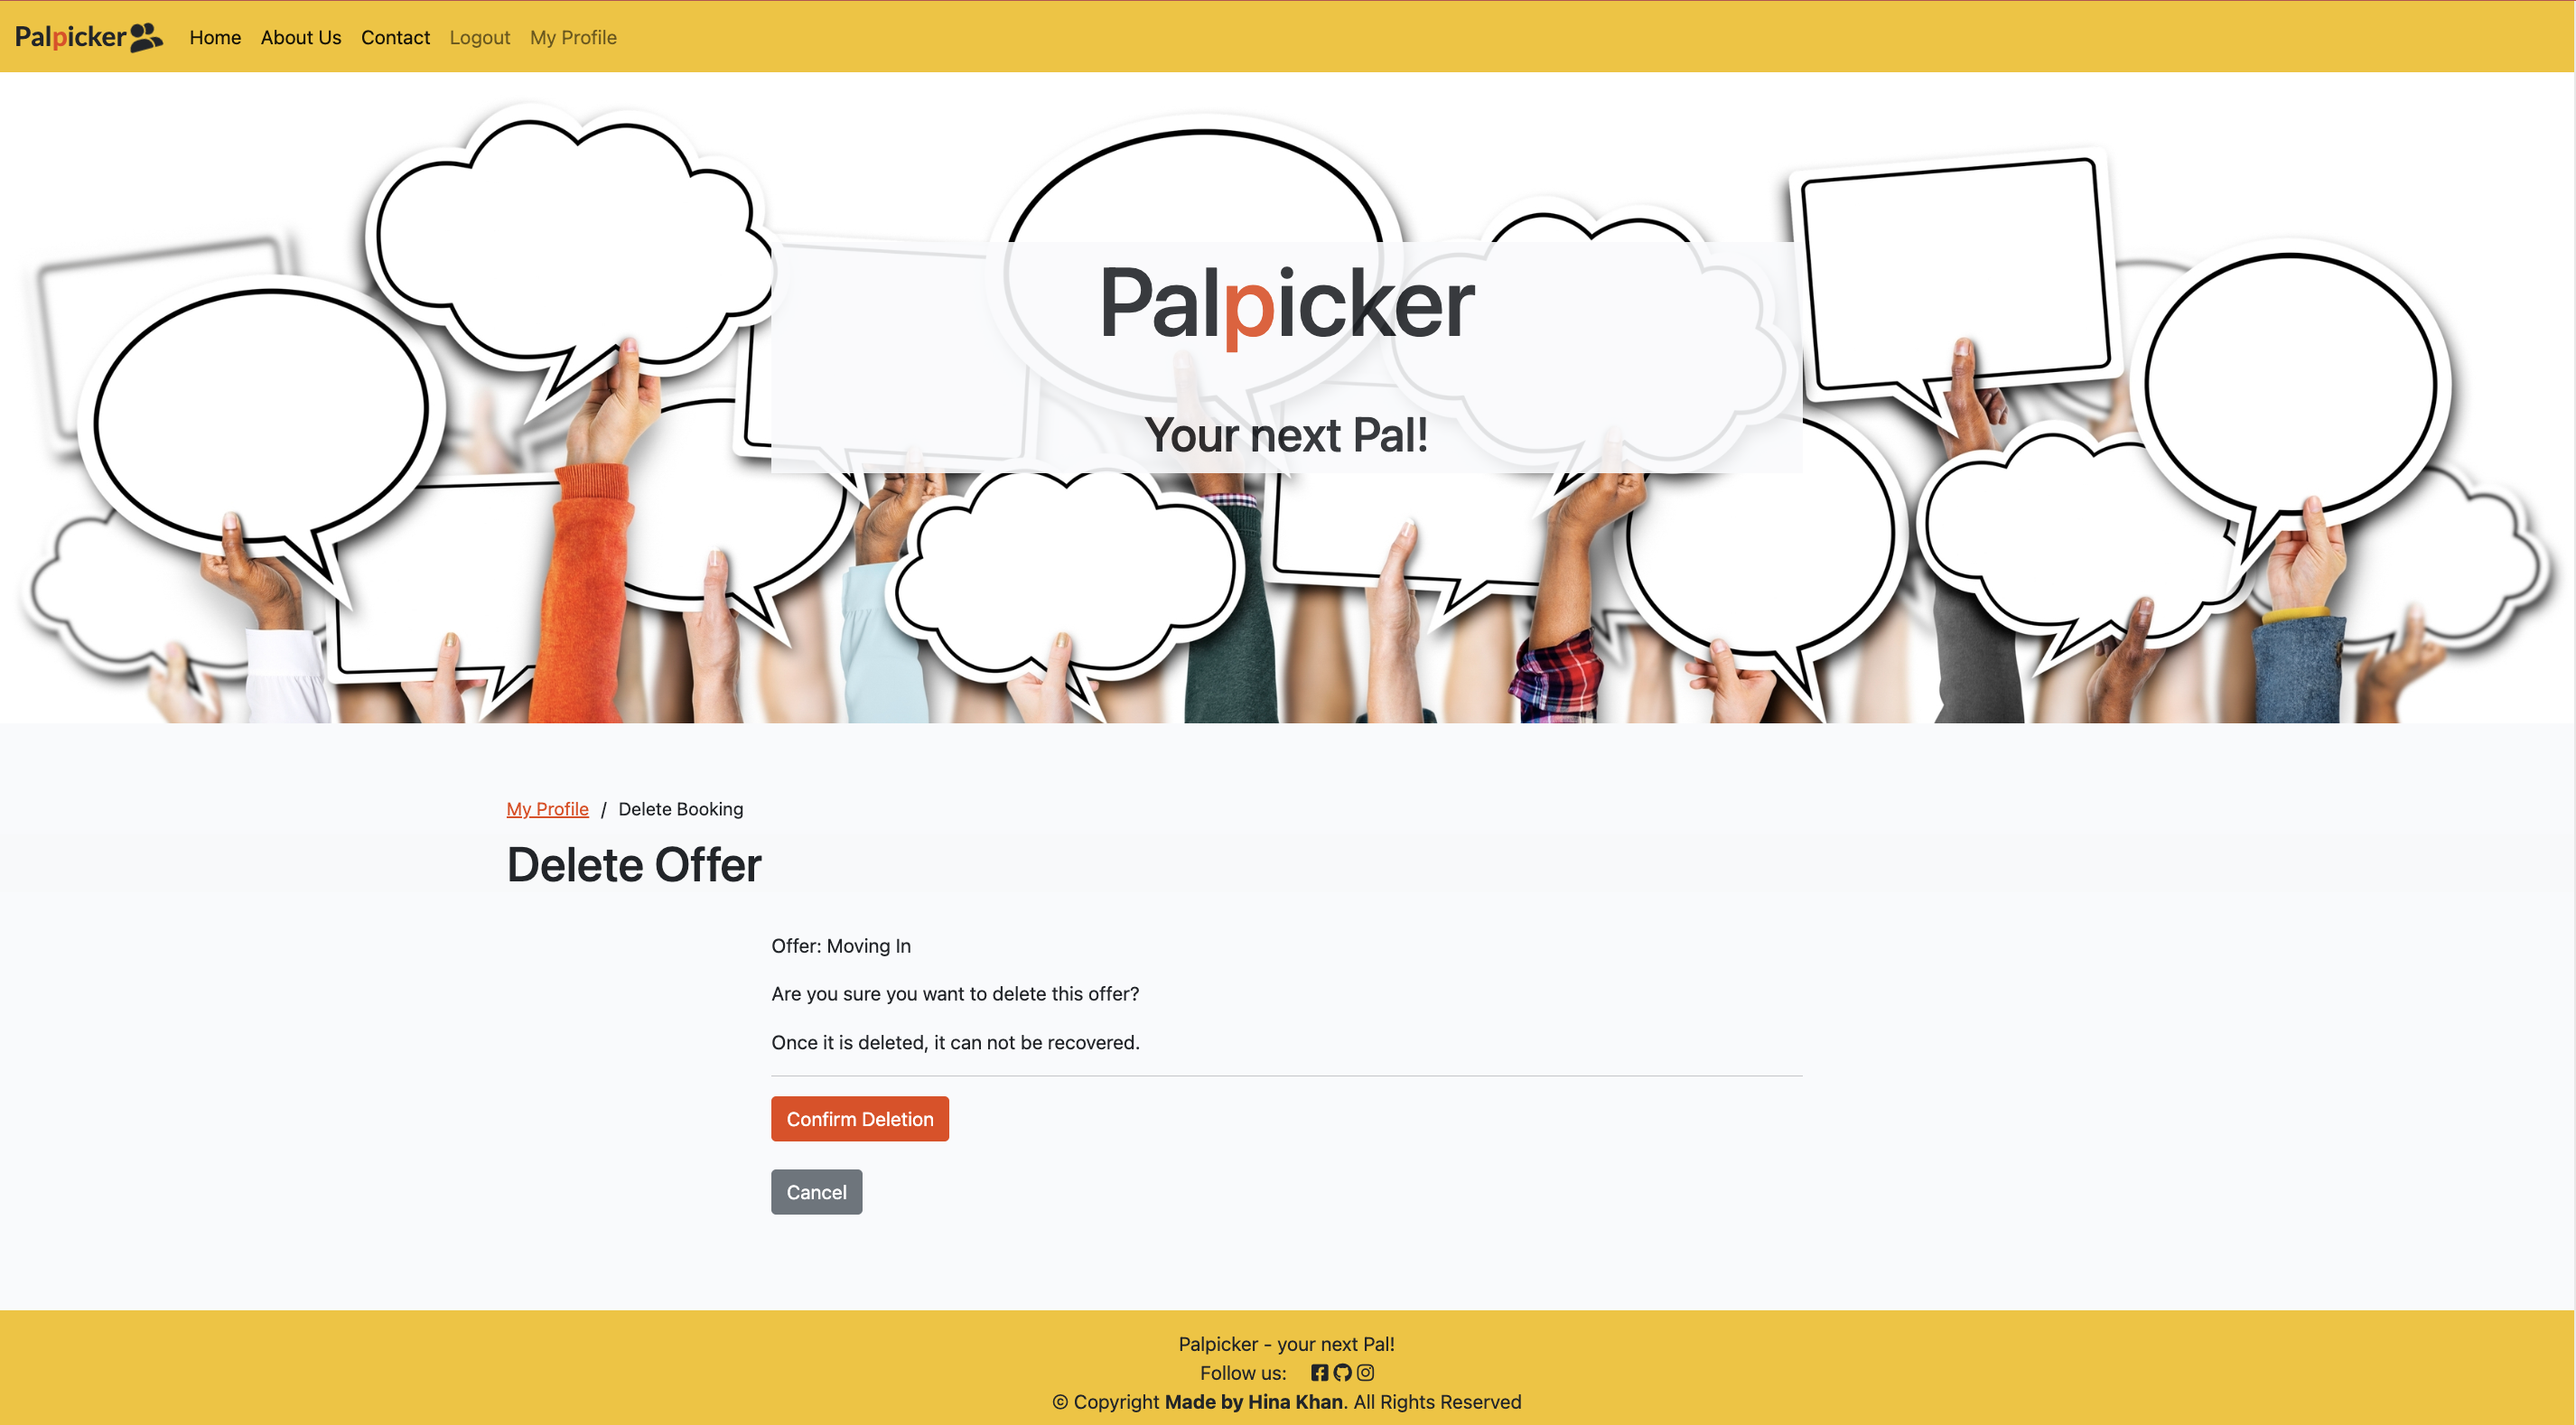 Palpicker Home About Us Contact Logout My Profile
Palpicker
Your next Pal!
My Profile / Delete Booking
Delete Offer
Offer: Moving In
Are you sure you want to delete this offer?
Once it is deleted, it can not be recovered.
Confirm Deletion
Cancel
Palpicker - your next Pal!
Follow us:
© Copyright Made by Hina Khan. All Rights Reserved